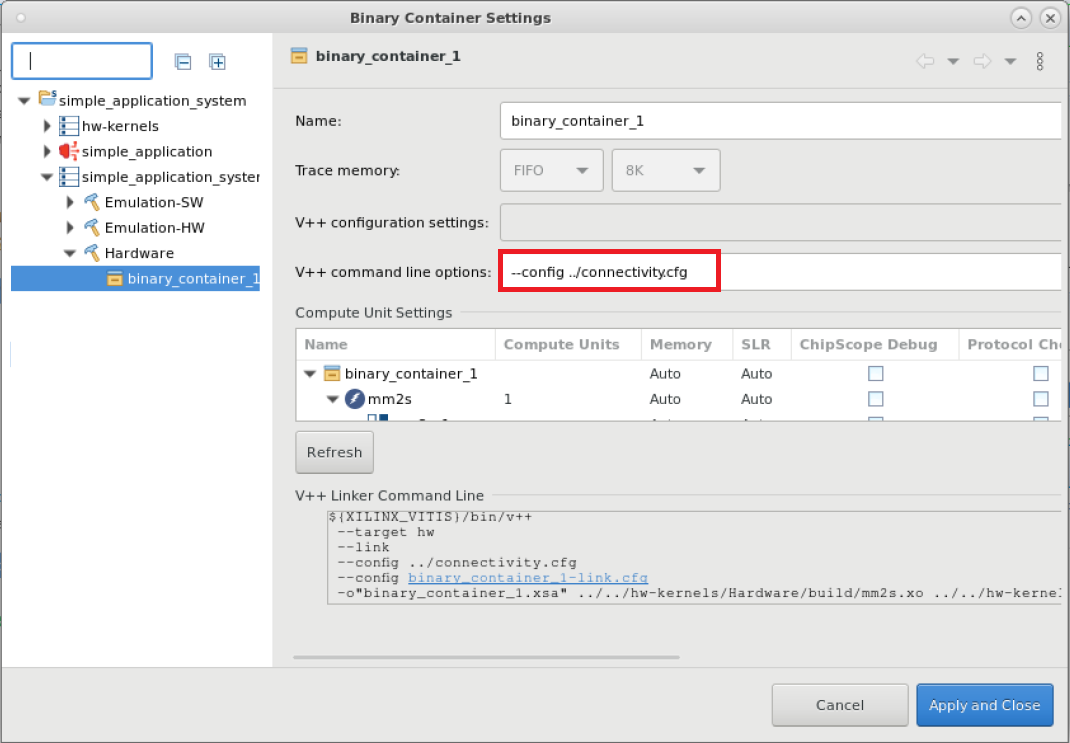 Binary Container Settings
binary_container_1
simple_application_system
hw-kernels
simple_application
simple_application_syster
Emulation-SW
Emulation-HW
Hardware
binary_container_1
Name:
binary_container_1
Trace memory:
FIFO
8K
V++ configuration settings:
V++ command line options:
--config ../connectivity.cfg
Compute Unit Settings
Name Compute Units Memory SLR ChipScope Debug Protocol Che
binary_container_1 Auto Auto
mm2s 1 Auto Auto
Refresh
V++ Linker Command Line
${XILINX_VITIS}/bin/v++
--target hw
--link
--config ../connectivity.cfg
--config binary_container_1-link.cfg
-o"binary_container_1.xsa" ../../hw-kernels/Hardware/build/mm2s.xo ../../hw-kernel
Cancel
Apply and Close